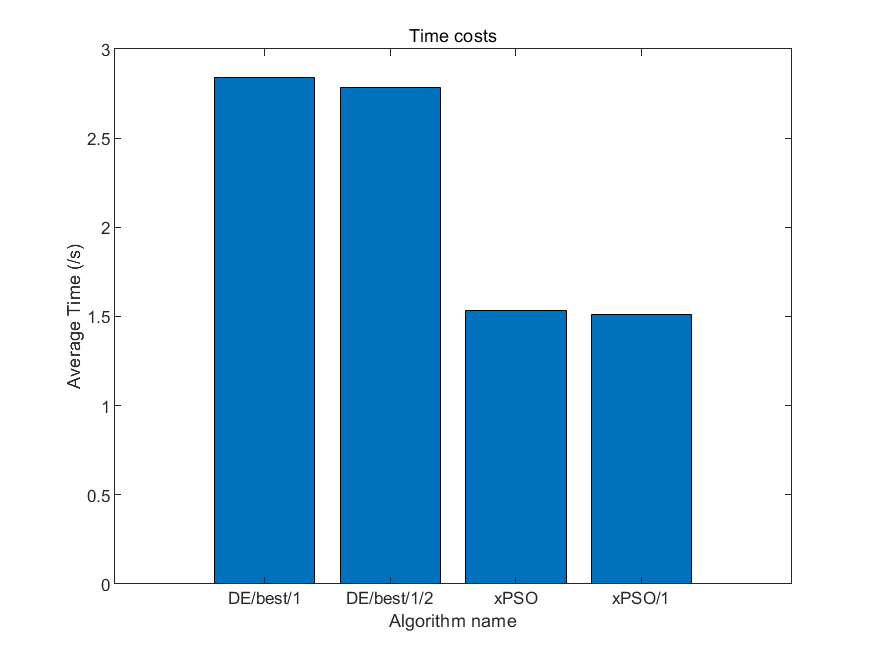 Time costs
3
2.5
2
1.5
1
0.5
0
Average Time (/s)
DE/best/1 DE/best/1/2 xPSO xPSO/1
Algorithm name